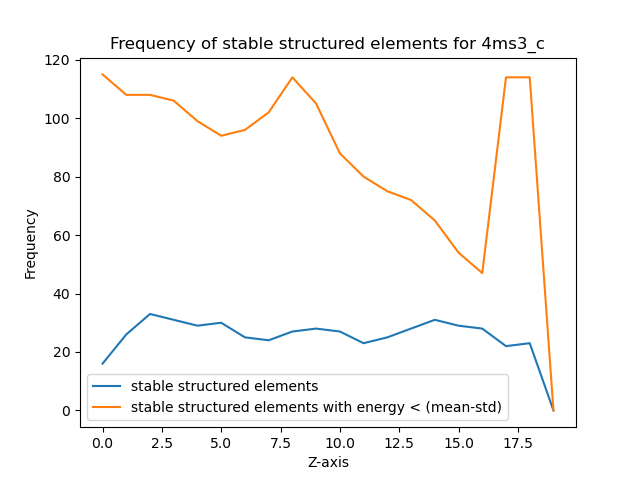 Frequency of stable structured elements for 4ms3_c
120
100
80
60
40
20
0
Frequency
stable structured elements
stable structured elements with energy < (mean-std)
0.0 2.5 5.0 7.5 10.0 12.5 15.0 17.5
Z-axis